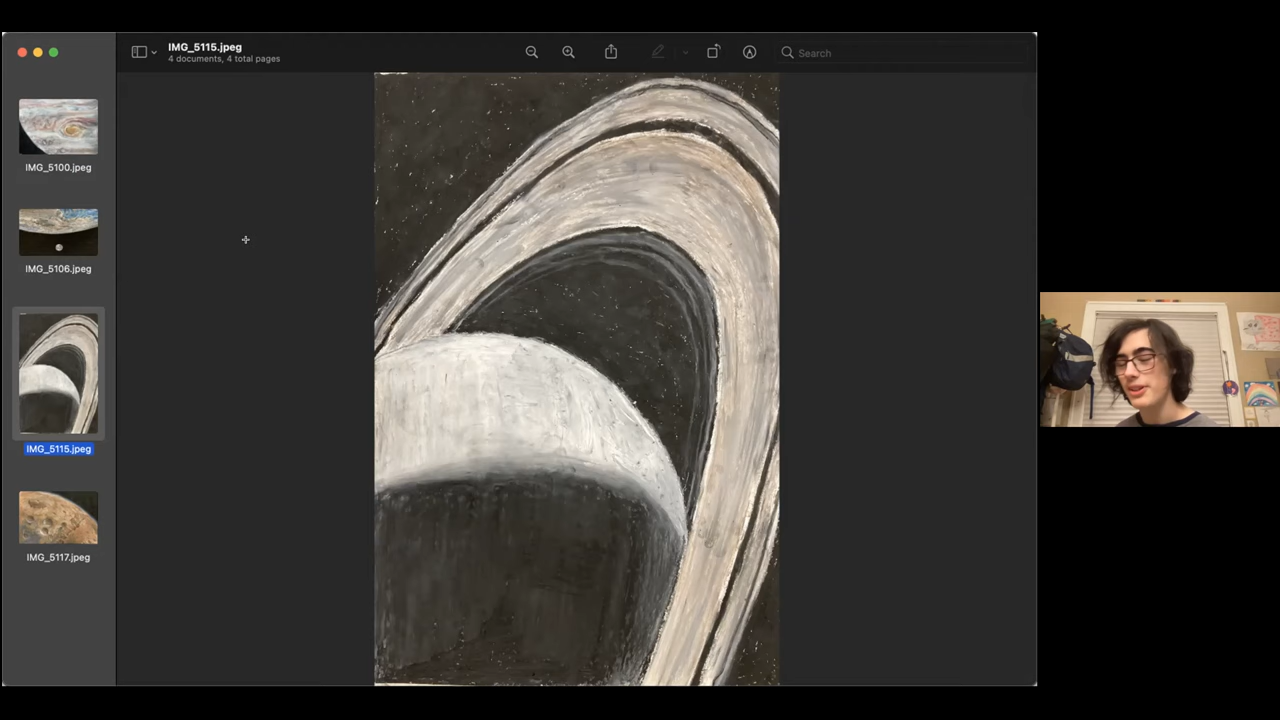 IMG_5115.jpeg
4 documents, 4 total pages
Search
IMG_5100.jpeg
IMG_5106.jpeg
IMG_5115.jpeg
IMG_5117.jpeg